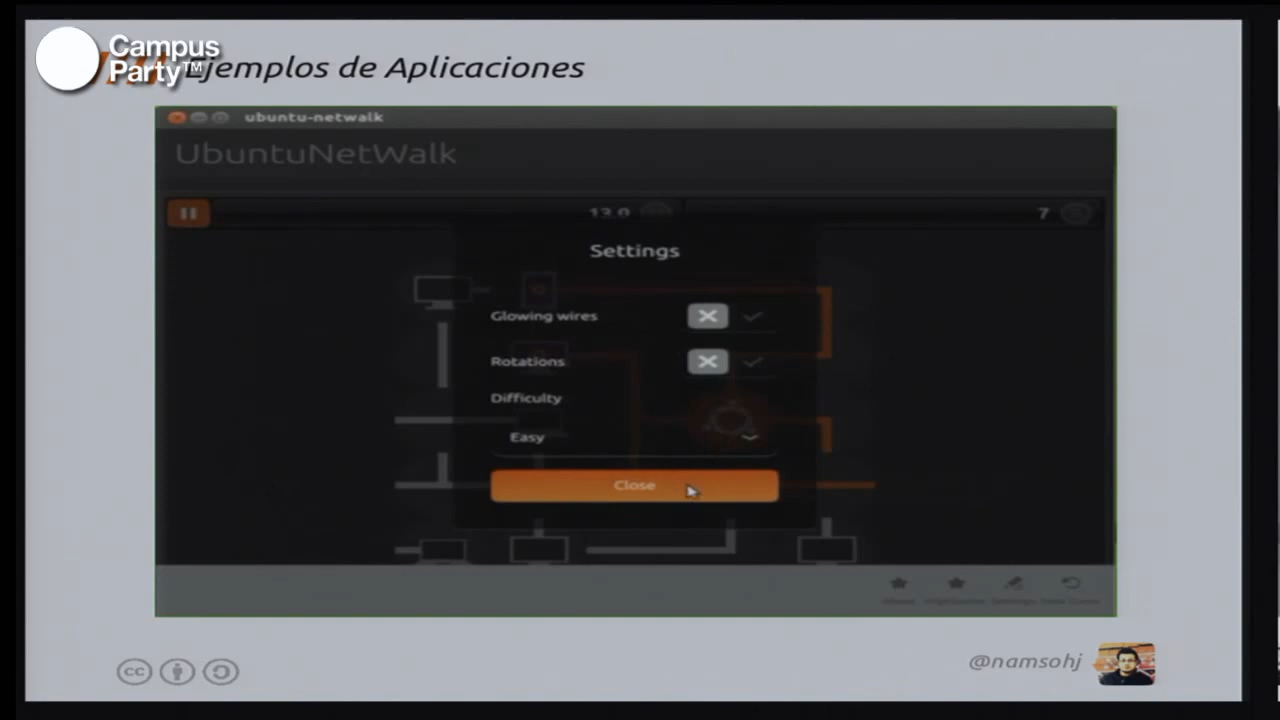 Campus
Party™
Ejemplos de Aplicaciones
ubuntu-netwalk
UbuntuNetWalk
13.0
7
Settings
Glowing wires
Rotations
Difficulty
Easy
Close
cc
@namsohj